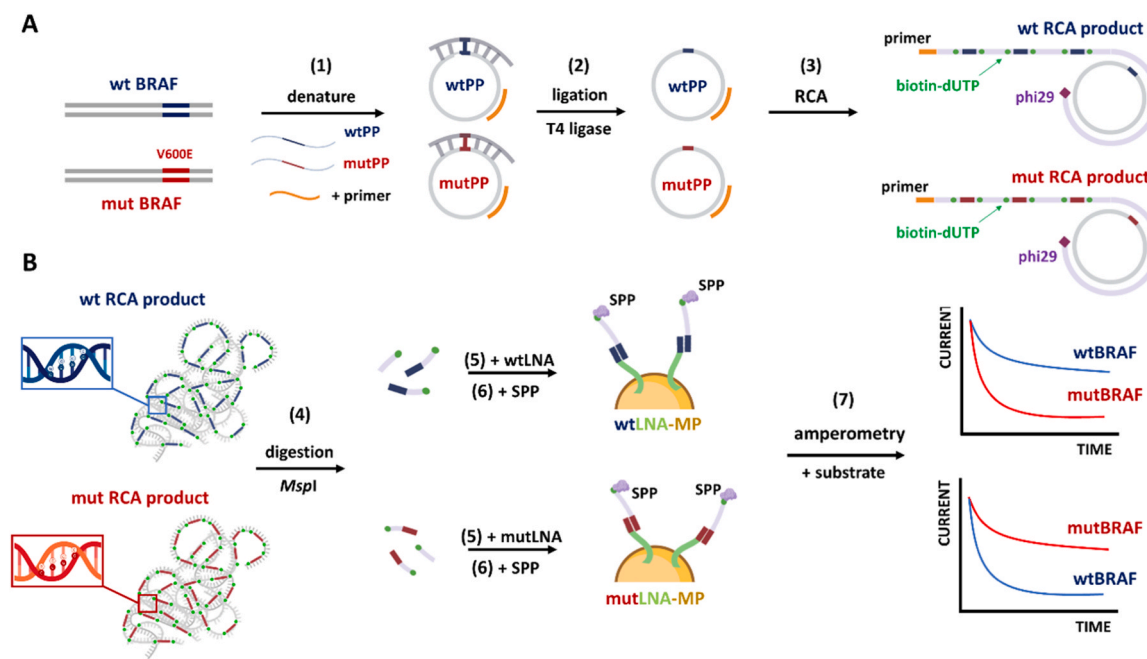 A
wt BRAF
V600E
mut BRAF
(1)
denature
wtPP
mutPP
+ primer
wtPP
mutPP
(2)
ligation
T4 ligase
wtPP
mutPP
(3)
RCA
wt RCA product
primer
biotin-dUTP
phi29
mut RCA product
primer
biotin-dUTP
phi29
B
wt RCA product
mut RCA product
(4)
digestion
MspI
(5) + wtLNA
(6) + SPP
SPP
SPP
wtLNA-MP
(5) + mutLNA
(6) + SPP
SPP
SPP
mutLNA-MP
(7)
amperometry
+ substrate
CURRENT
wtBRAF
mutBRAF
TIME
CURRENT
mutBRAF
wtBRAF
TIME